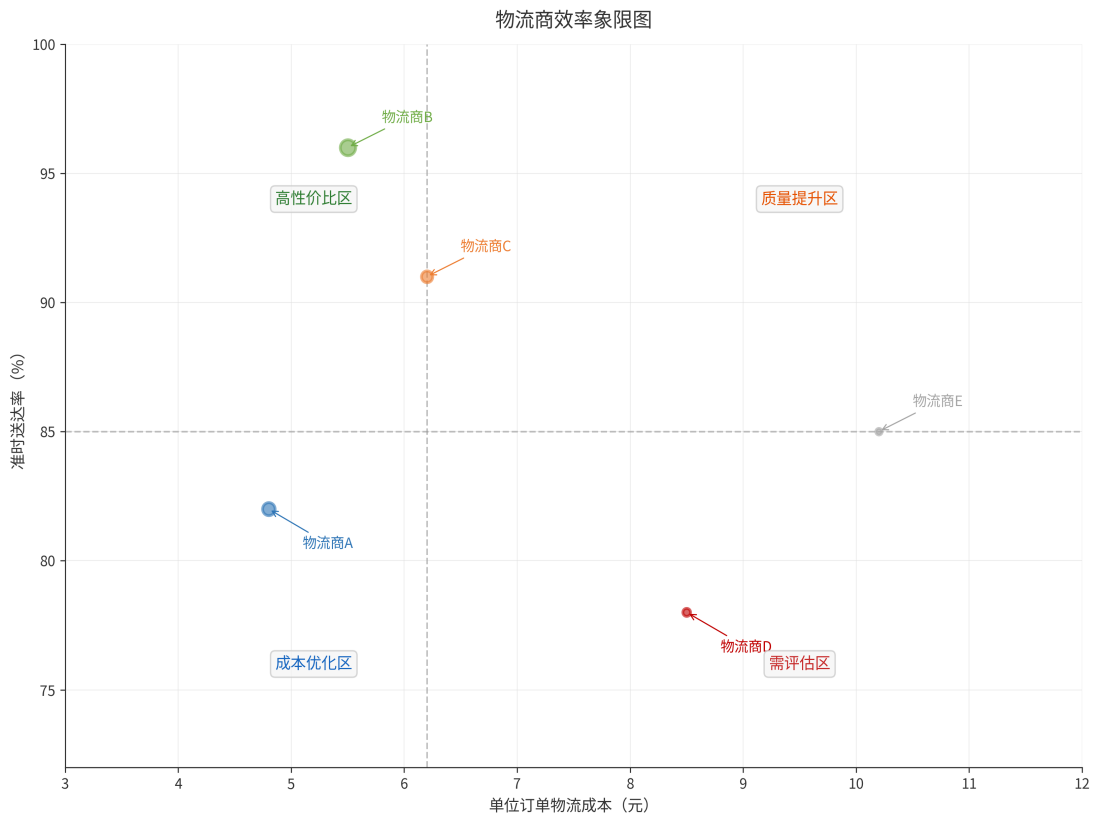 物流商效率象限图
100
物流商B
95
高性价比区
质量提升区
物流商C
90
物流商E
准时送达率（%）
85
物流商A
80
物流商D
成本优化区
需评估区
75
3 4 5 6 7 8 9 10 11 12
单位订单物流成本（元）